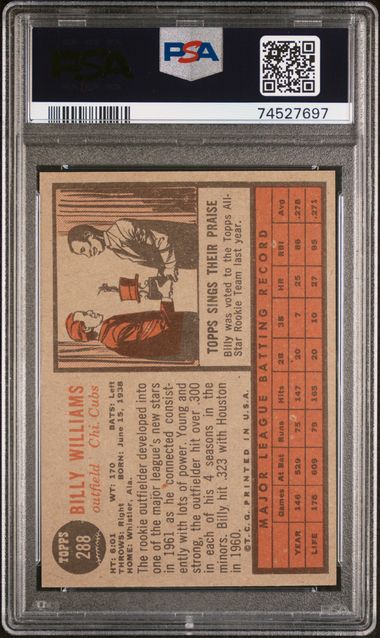 PSA
PSA
74527697
TOPPS
288
BILLY WILLIAMS
outfield Chi. Cubs
HT: 6:01 WT: 170 BATS: Left
THROWS: Right BORN: June 15, 1938
HOME: Whistler, Ala.
The rookie outfielder developed into
one of the major league's new stars
in 1961 as he connected consist-
ently with lots of power. Young and
strong, the outfielder hit over .300
in each of his 4 seasons in the
minors. Billy hit .323 with Houston
in 1960.
©T.C.G. PRINTED IN U.S.A.
TOPPS SINGS THEIR PRAISE
Billy was voted to the Topps All-
Star Rookie Team last year.
MAJOR LEAGUE BATTING RECORD
Games At Bat Runs Hits 2B 3B HR RBI Avg
YEAR 146 529 75 147 20 7 25 86 .278
LIFE 176 609 79 165 20 10 27 95 .271
PSA